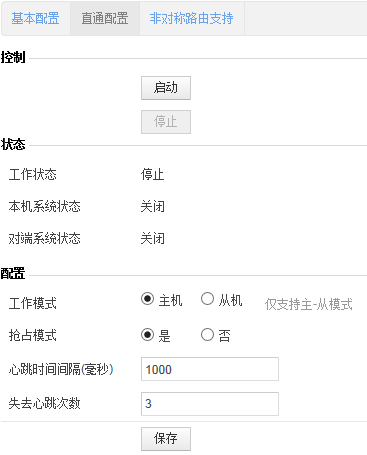 基本配置 直通配置 非对称路由支持
控制
启动
停止
状态
工作状态 停止
本机系统状态 关闭
对端系统状态 关闭
配置
工作模式 主机 从机 仅支持主-从模式
抢占模式 是 否
心跳时间间隔(毫秒) 1000
失去心跳次数 3
保存